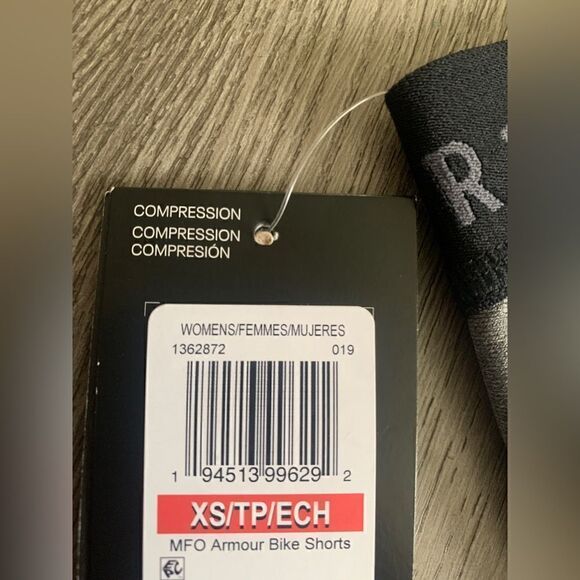 COMPRESSION
COMPRESSION
COMPRESIÓN
WOMENS/FEMMES/MUJERES
1362872 019
1 94513 99629 2
XS/TP/ECH
MFO Armour Bike Shorts
R